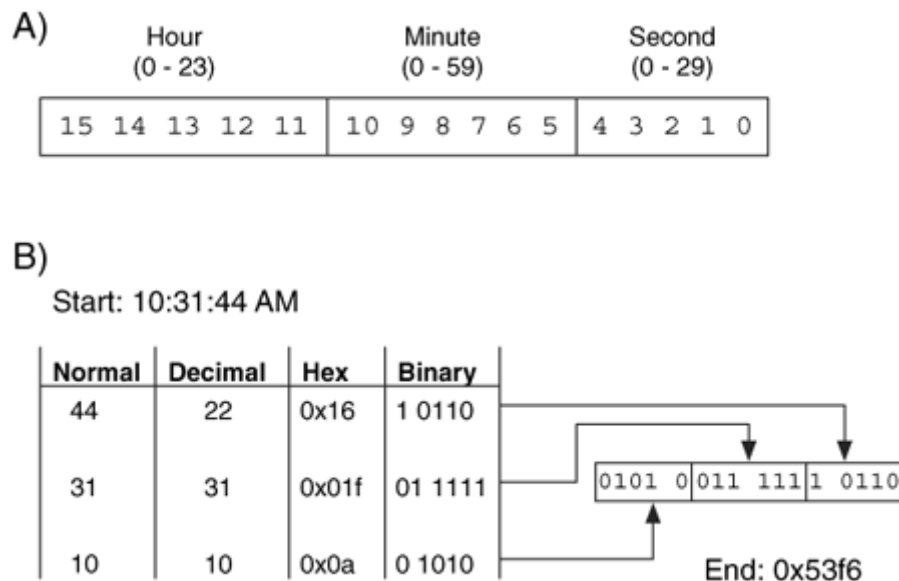 A)
Hour Minute Second
(0 - 23) (0 - 59) (0 - 29)
15 14 13 12 11 10 9 8 7 6 5 4 3 2 1 0
B)
Start: 10:31:44 AM
Normal Decimal Hex Binary
44 22 0x16 1 0110
31 31 0x01f 01 1111
0101 0 011 111 1 0110
10 10 0x0a 0 1010
End: 0x53f6